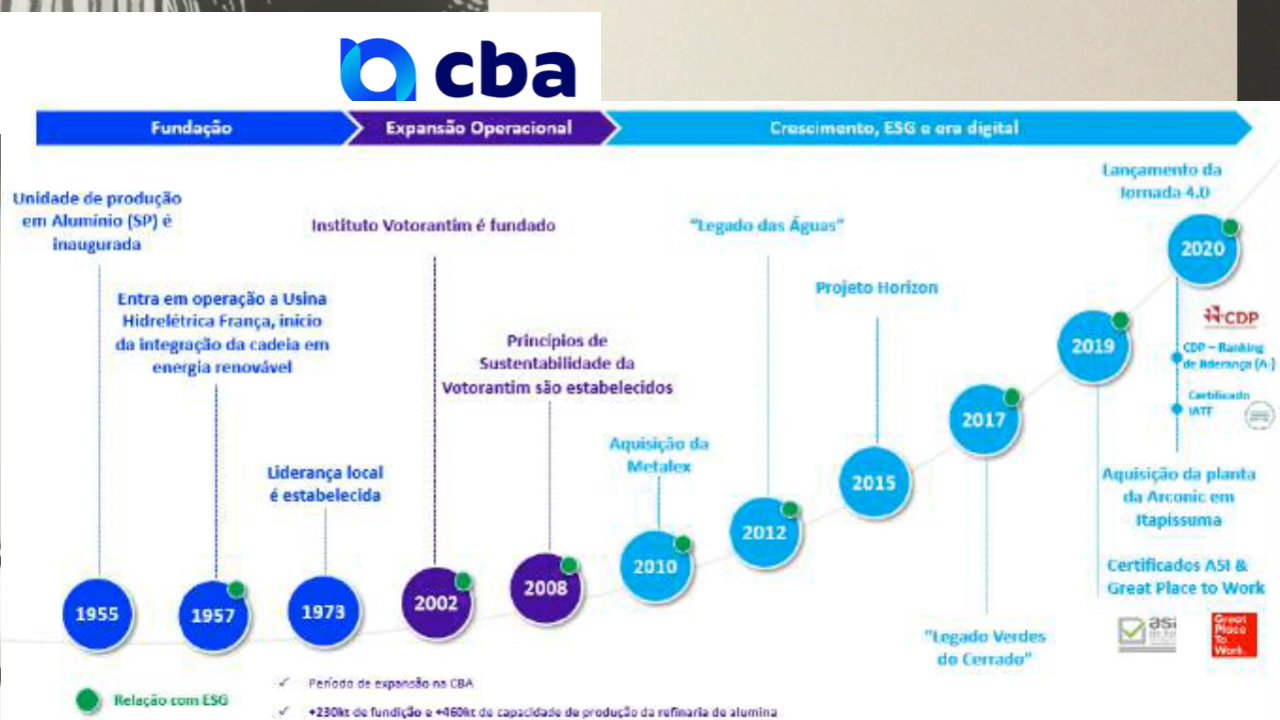 cba
Fundação
Expansão Operacional
Crescimento, ESG e era digital
Unidade de produção
em Alumínio (SP) é
inaugurada
Entra em operação a Usina
Hidrelétrica França, início
da integração da cadeia em
energia renovável
Liderança local
é estabelecida
Instituto Votorantim é fundado
Princípios de
Sustentabilidade da
Votorantim são estabelecidos
Aquisição da
Metalex
"Legado das Águas"
Projeto Horizon
Lançamento da
Jornada 4.0
1955
1957
1973
2002
2008
2010
2012
2015
2017
2019
2020
CDP
CDP – Ranking
de liderança (A-)
Certificado
IATF
Aquisição da planta
da Arconic em
Itapissuma
Certificados ASI &
Great Place to Work
asi
Great
Place
To
Work.
"Legado Verdes
do Cerrado"
Relação com ESG
✓ Período de expansão na CBA
✓ +230kt de fundição e +460kt de capacidade de produção da refinaria de alumina